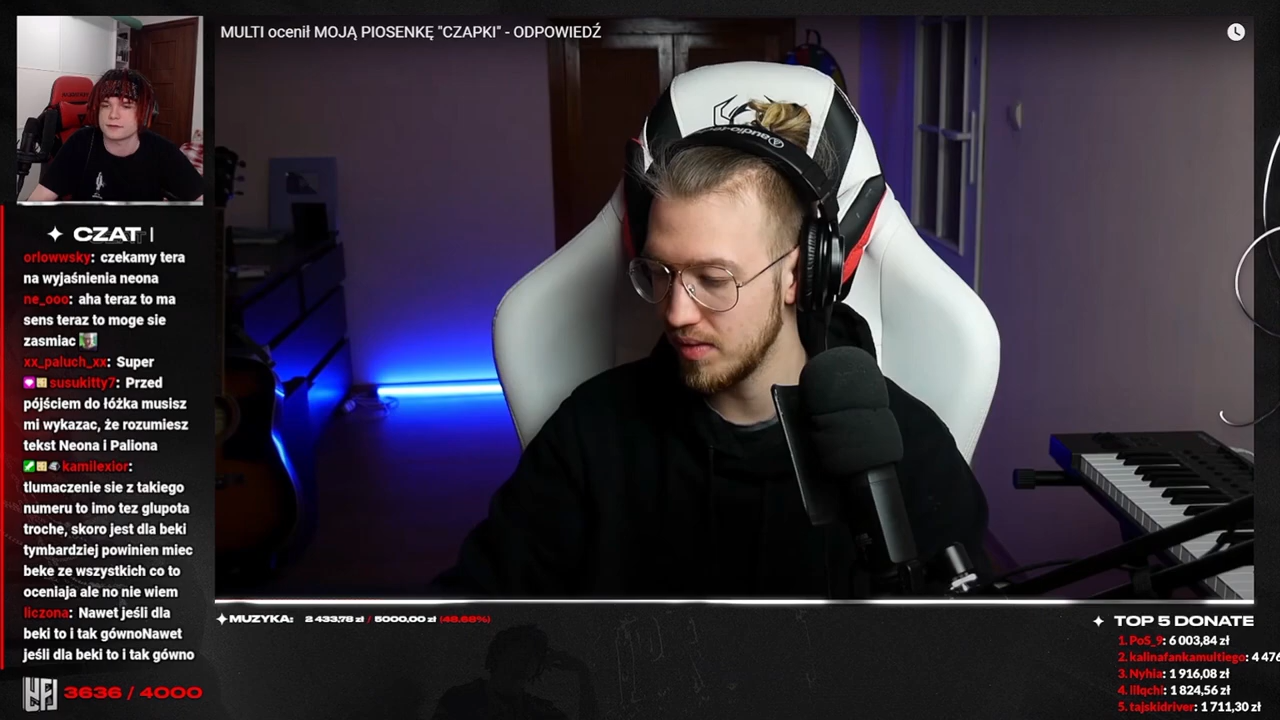 MULTI ocenił MOJĄ PIOSENKĘ "CZAPKI" - ODPOWIEDŹ
audio-tec
CZAT
orlowwsky: czekamy tera
na wyjaśnienia neona
ne_ooo: aha teraz to ma
sens teraz to moge sie
zasmiac
xx_paluch_xx: Super
susukitty7: Przed
pójściem do łóżka musisz
mi wykazac, że rozumiesz
tekst Neona i Paliona
kamilexior:
tlumaczenie sie z takiego
numeru to imo tez glupota
troche, skoro jest dla beki
tymbardziej powinien miec
beke ze wszystkich co to
oceniaja ale no nie wiem
liczona: Nawet jeśli dla
beki to i tak gównoNawet
jeśli dla beki to i tak gówno
3636 / 4000
MUZYKA: 2 433,78 zł / 5000,00 zł (48.68%)
TOP 5 DONATE
1. PoS_9: 6 003,84 zł
2. kalinafankamultiego: 4 476
3. Nyhia: 1 916,08 zł
4. lilqchi: 1 824,56 zł
5. tajskidriver: 1 711,30 zł